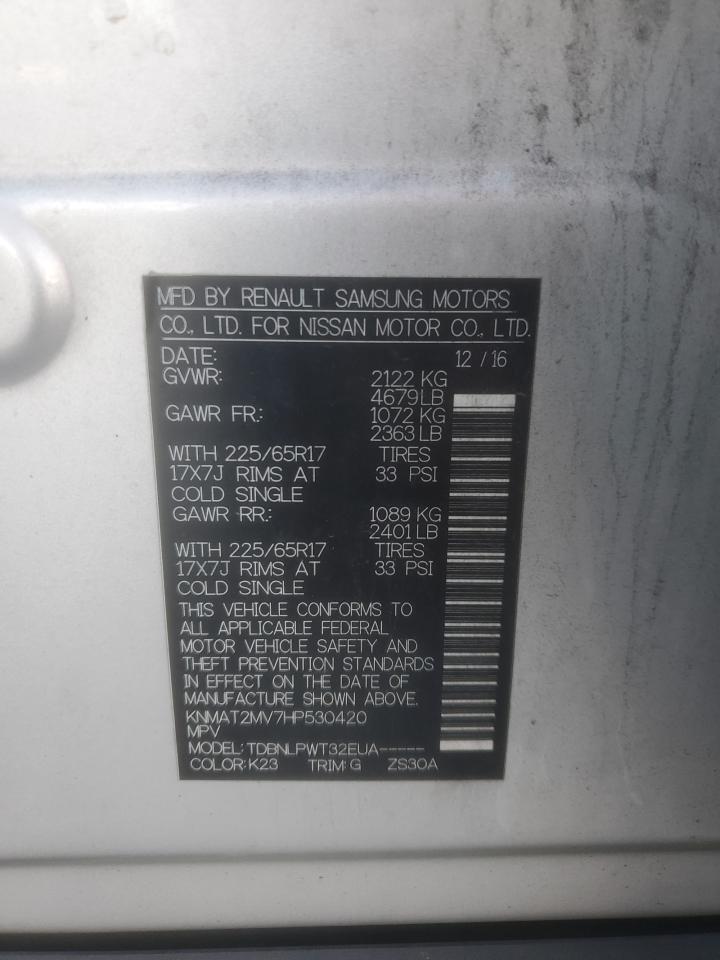 MFD BY RENAULT SAMSUNG MOTORS
CO., LTD. FOR NISSAN MOTOR CO., LTD.
DATE: 12 / 16
GVWR: 2122 KG
4679 LB
GAWR FR.: 1072 KG
2363 LB
WITH 225/65R17 TIRES
17X7J RIMS AT 33 PSI
COLD SINGLE
GAWR RR.: 1089 KG
2401 LB
WITH 225/65R17 TIRES
17X7J RIMS AT 33 PSI
COLD SINGLE
THIS VEHICLE CONFORMS TO
ALL APPLICABLE FEDERAL
MOTOR VEHICLE SAFETY AND
THEFT PREVENTION STANDARDS
IN EFFECT ON THE DATE OF
MANUFACTURE SHOWN ABOVE.
KNMAT2MV7HP530420
MPV
MODEL: TDBNLPWT32EUA-----
COLOR: K23 TRIM: G ZS30A